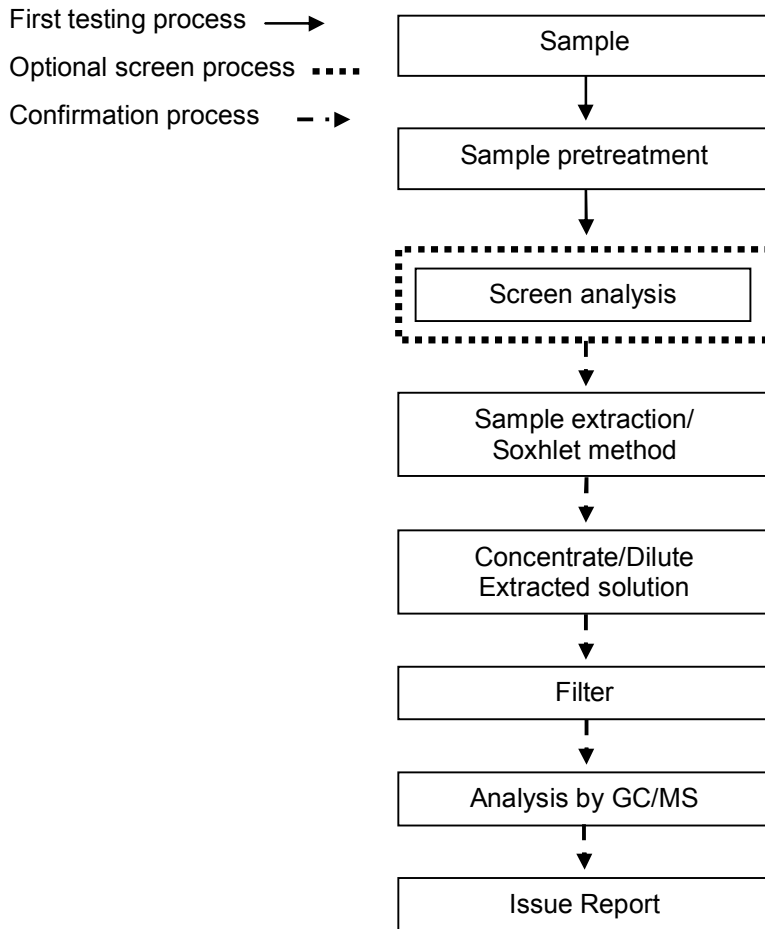 First testing process
Optional screen process
Confirmation process
Sample
Sample pretreatment
Screen analysis
Sample extraction/
Soxhlet method
Concentrate/Dilute
Extracted solution
Filter
Analysis by GC/MS
Issue Report